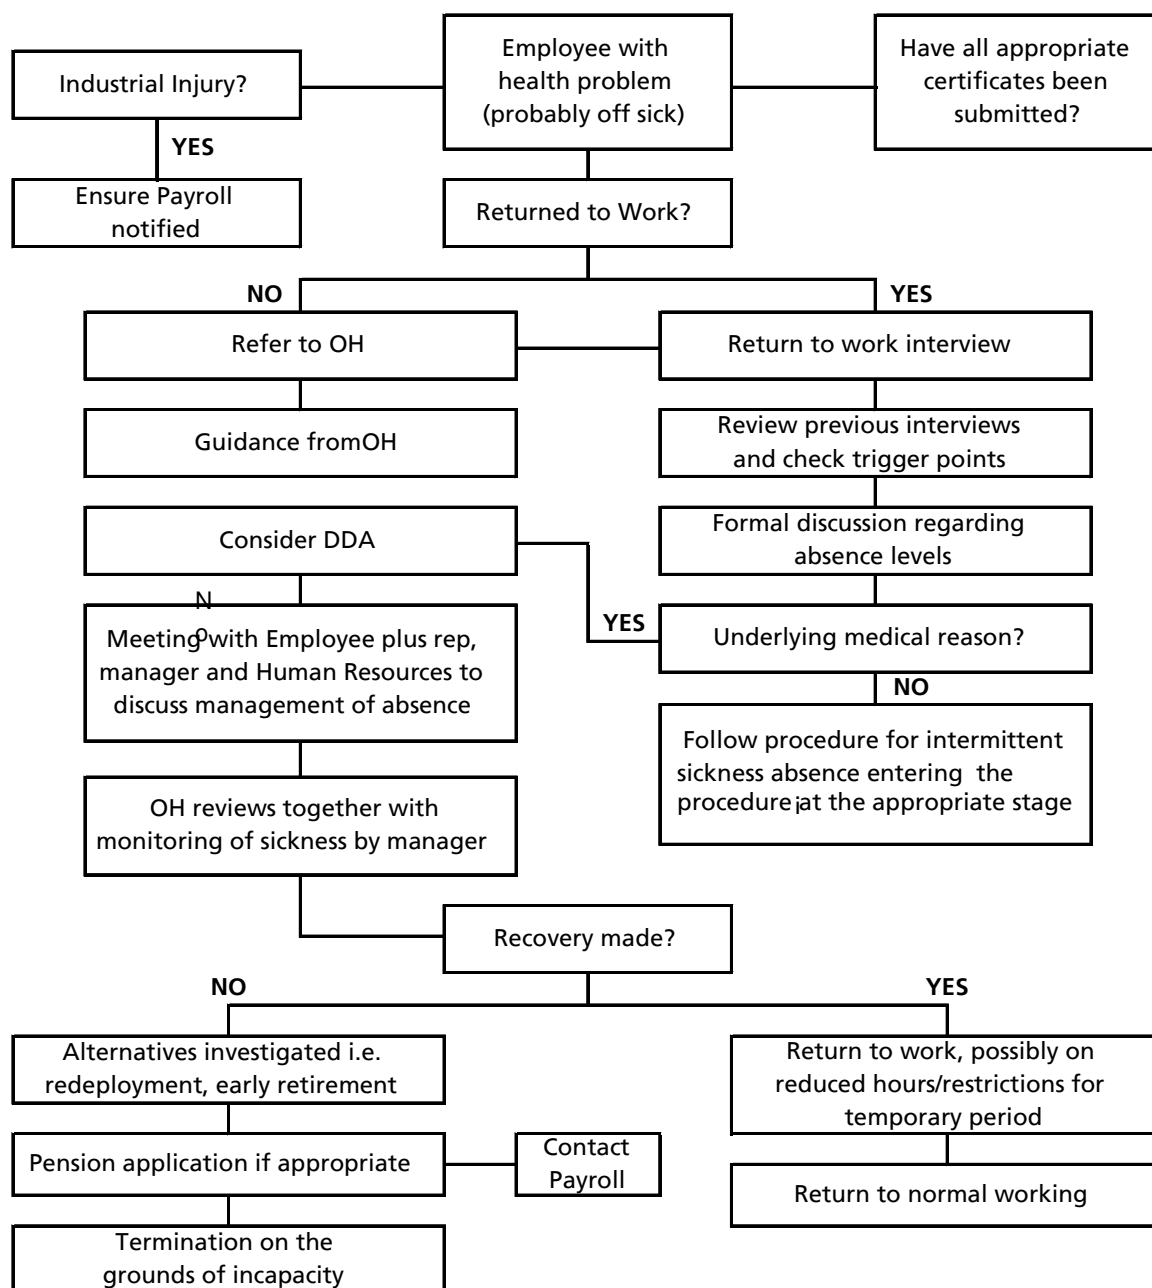 Employee with
health problem
(probably off sick)
Have all appropriate
certificates been
submitted?
Industrial Injury?
YES
Ensure Payroll
notified
Returned to Work?
NO
YES
Refer to OH
Return to work interview
Guidance fromOH
Review previous interviews
and check trigger points
Consider DDA
Formal discussion regarding
absence levels
N
o
Meeting with Employee plus rep,
manager and Human Resources to
discuss management of absence
YES
Underlying medical reason?
NO
Follow procedure for intermittent
sickness absence entering the
procedure at the appropriate stage
OH reviews together with
monitoring of sickness by manager
Recovery made?
NO
YES
Alternatives investigated i.e.
redeployment, early retirement
Return to work, possibly on
reduced hours/restrictions for
temporary period
Pension application if appropriate
Contact
Payroll
Return to normal working
Termination on the
grounds of incapacity